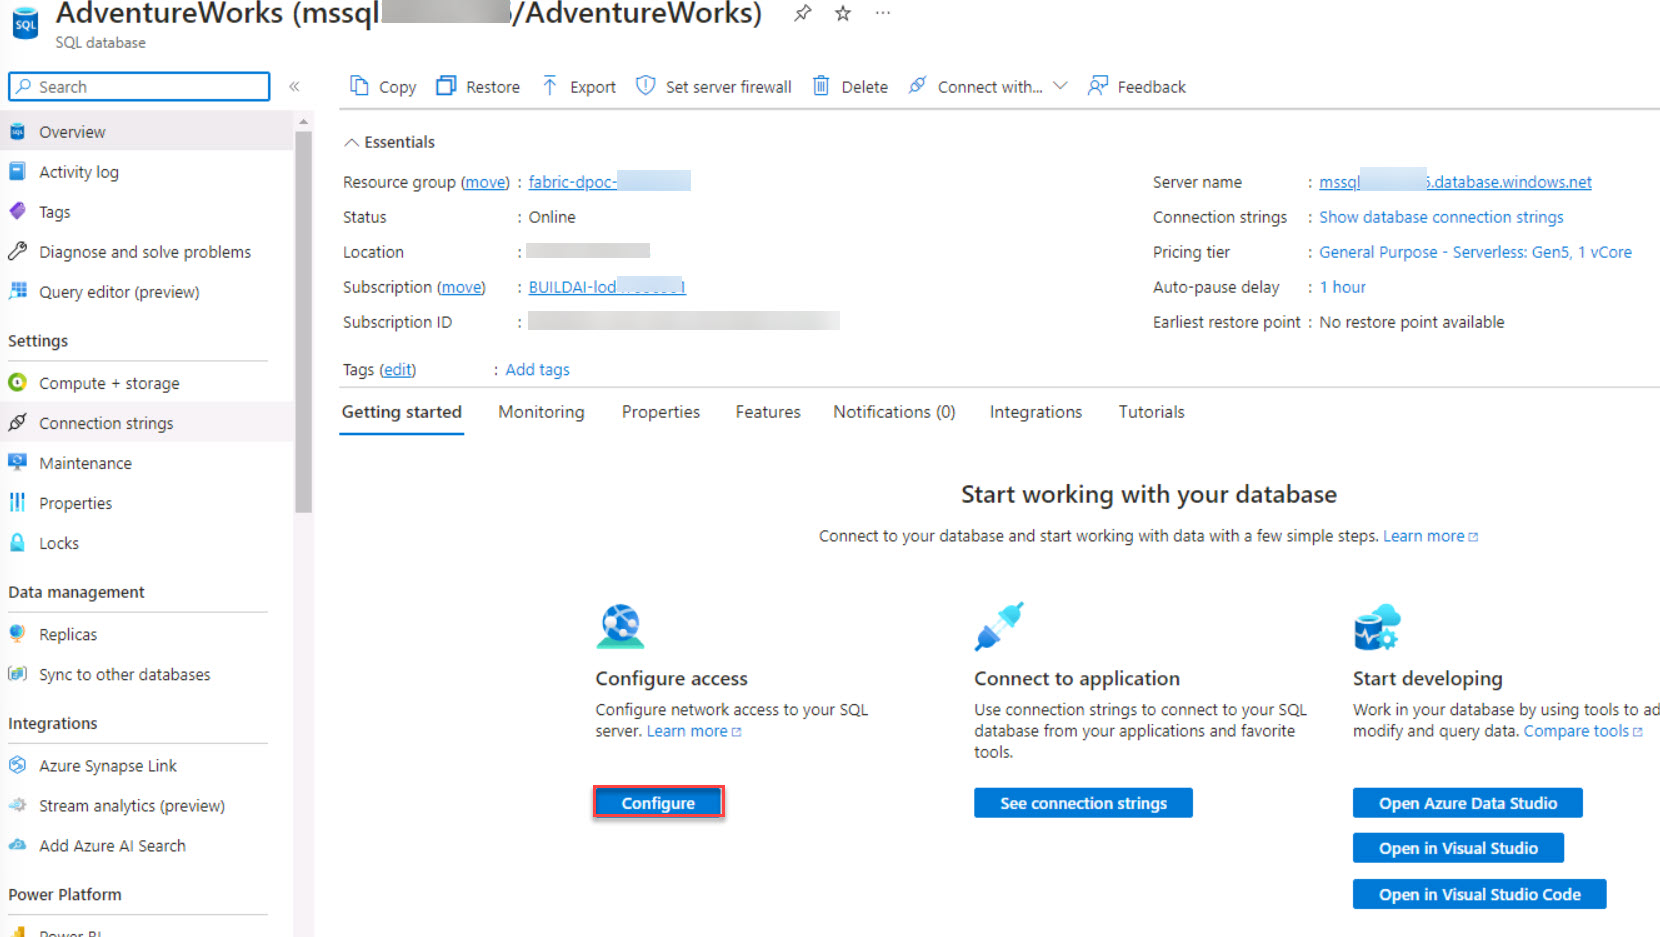 AdventureWorks (mssql /AdventureWorks)
SQL database
SQL
Search
«
Copy
Restore
Export
Set server firewall
Delete
Connect with...
Feedback
Overview
Activity log
Tags
Diagnose and solve problems
Query editor (preview)
Settings
Compute + storage
Connection strings
Maintenance
Properties
Locks
Data management
Replicas
Sync to other databases
Integrations
Azure Synapse Link
Stream analytics (preview)
Add Azure AI Search
Power Platform
Power BI
Essentials
Resource group (move) : fabric-dpoc-
Status : Online
Location :
Subscription (move) : BUILDAI-lod
Subscription ID :
Tags (edit) : Add tags
Server name : mssql .database.windows.net
Connection strings : Show database connection strings
Pricing tier : General Purpose - Serverless: Gen5, 1 vCore
Auto-pause delay : 1 hour
Earliest restore point : No restore point available
Getting started Monitoring Properties Features Notifications (0) Integrations Tutorials
Start working with your database
Connect to your database and start working with data with a few simple steps. Learn more
Configure access
Configure network access to your SQL
server. Learn more
Configure
Connect to application
Use connection strings to connect to your SQL
database from your applications and favorite
tools.
See connection strings
Start developing
Work in your database by using tools to ad
modify and query data. Compare tools
Open Azure Data Studio
Open in Visual Studio
Open in Visual Studio Code